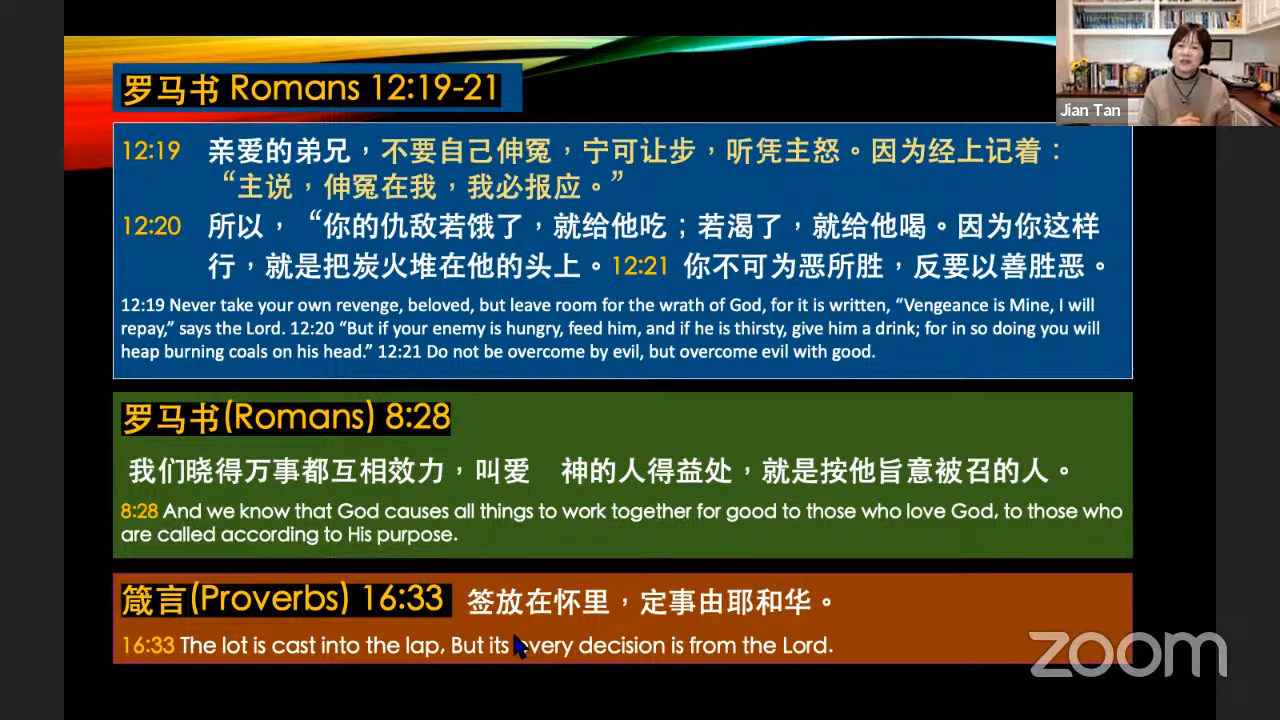 罗马书 Romans 12:19-21
Jian Tan
12:19 亲爱的弟兄，不要自己伸冤，宁可让步，听凭主怒。因为经上记着：
“主说，伸冤在我，我必报应。”
12:20 所以，“你的仇敌若饿了，就给他吃；若渴了，就给他喝。因为你这样
行，就是把炭火堆在他的头上。12:21 你不可为恶所胜，反要以善胜恶。
12:19 Never take your own revenge, beloved, but leave room for the wrath of God, for it is written, “Vengeance is Mine, I will
repay,” says the Lord. 12:20 “But if your enemy is hungry, feed him, and if he is thirsty, give him a drink; for in so doing you will
heap burning coals on his head.” 12:21 Do not be overcome by evil, but overcome evil with good.
罗马书(Romans) 8:28
我们晓得万事都互相效力，叫爱　神的人得益处，就是按他旨意被召的人。
8:28 And we know that God causes all things to work together for good to those who love God, to those who
are called according to His purpose.
箴言(Proverbs) 16:33 签放在怀里，定事由耶和华。
16:33 The lot is cast into the lap, But its every decision is from the Lord.
zoom